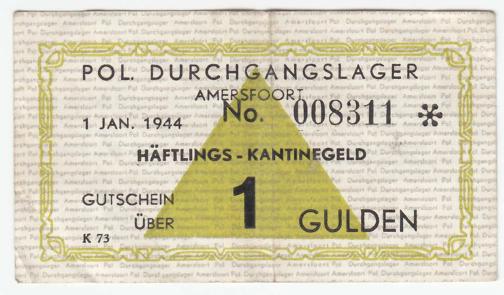 POL. DURCHGANGSLAGER
AMERSFOORT
No. 008311 *
1 JAN. 1944
HÄFTLINGS - KANTINEGELD
GUTSCHEIN
ÜBER
1 GULDEN
K 73